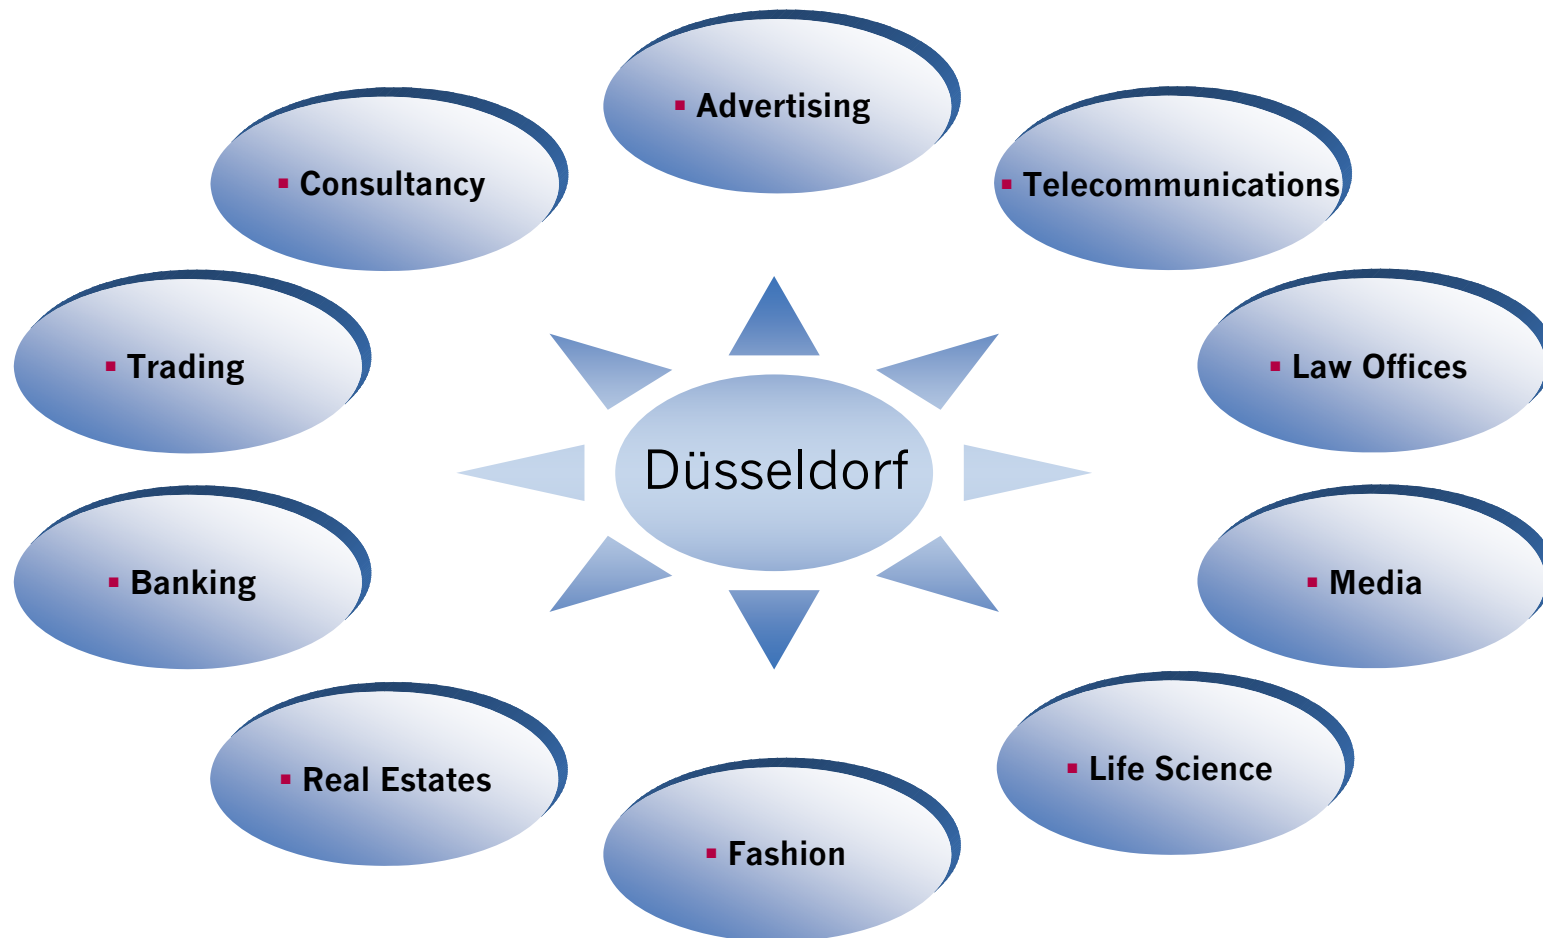 ▪ Advertising
▪ Consultancy
▪ Telecommunications
▪ Trading
▪ Law Offices
Düsseldorf
▪ Banking
▪ Media
▪ Real Estates
▪ Life Science
▪ Fashion